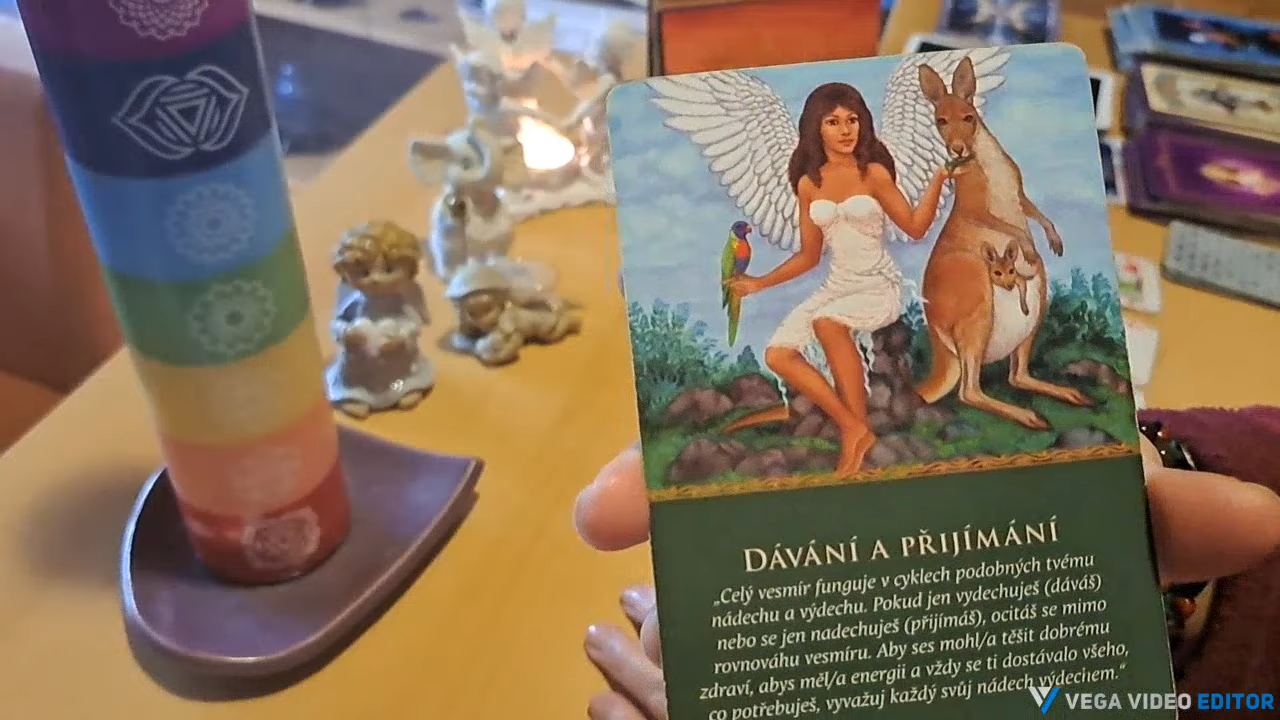 DÁVÁNÍ A PŘIJÍMÁNÍ
„Celý vesmír funguje v cyklech podobných tvému
nádechu a výdechu. Pokud jen vydechuješ (dáváš)
nebo se jen nadechuješ (přijímáš), ocitáš se mimo
rovnováhu vesmíru. Aby ses mohl/a těšit dobrému
zdraví, abys měl/a energii a vždy se ti dostávalo všeho,
co potřebuješ, vyvažuj každý svůj nádech výdechem.“
VEGA VIDEO EDITOR